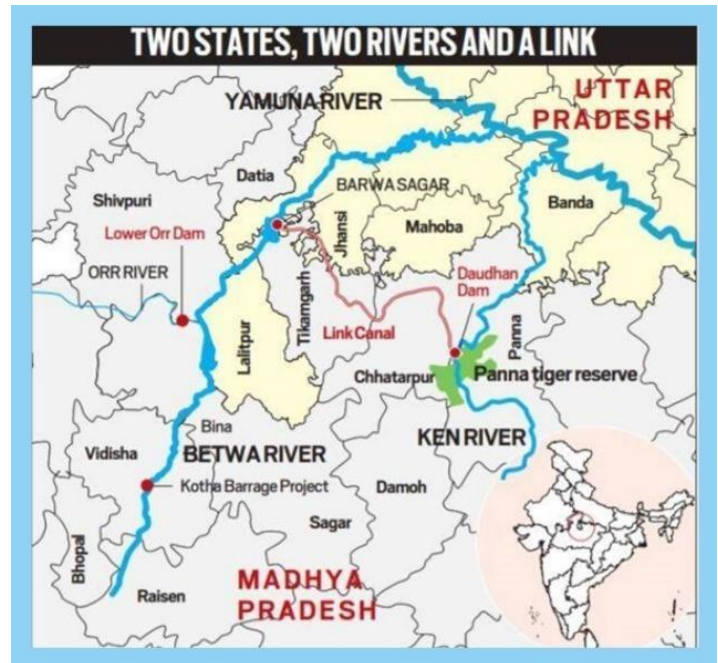 TWO STATES, TWO RIVERS AND A LINK
YAMUNA RIVER
UTTAR
PRADESH
Datia
BARWA SAGAR
Shivpuri
Banda
Lower Orr Dam
Jhansi
Mahoba
ORR RIVER
Daudhan
Dam
Tikamgarh
Link Canal
Panna
Lalitpur
Chhatarpur
Panna tiger reserve
Bina
KEN RIVER
Vidisha
BETWA RIVER
Kotha Barrage Project
Damoh
Sagar
Bhopal
MADHYA
PRADESH
Raisen